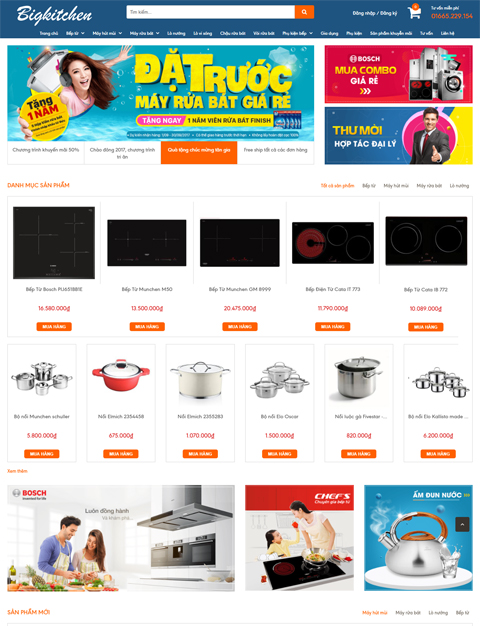 Bigkitchen
Tìm kiếm...
Đăng nhập / Đăng ký
0
Tư vấn miễn phí
01665.229.154
Trang chủ Bếp từ Máy hút mùi Máy rửa bát Lò nướng Lò vi sóng Chậu rửa bát Vòi rửa bát Phụ kiện bếp Gia dụng Phụ kiện Sản phẩm khuyến mãi Tư vấn Liên hệ
ĐẶT TRƯỚC
MÁY RỬA BÁT GIÁ RẺ
TẶNG NGAY 1 NĂM VIÊN RỬA BÁT FINISH
Tặng
1 NĂM
BOSCH
MUA COMBO
GIÁ RẺ
THƯ MỜI
HỢP TÁC ĐẠI LÝ
Chương trình khuyến mãi 50%
Chào đông 2017, chương trình tri ân
Quà tặng chúc mừng tân gia
Free ship tất cả các đơn hàng
DANH MỤC SẢN PHẨM
Tất cả sản phẩm Bếp từ Máy hút mùi Máy rửa bát Lò nướng
Bếp Từ Bosch PIJ651BB1E
Bếp Từ Munchen M50
Bếp Từ Munchen GM 8999
Bếp Điện Từ Cata IT 773
Bếp Từ Cata IB 772
16.580.000₫
13.500.000₫
20.475.000₫
11.790.000₫
10.089.000₫
MUA HÀNG
MUA HÀNG
MUA HÀNG
MUA HÀNG
MUA HÀNG
Bộ nồi Munchen schuller
Nồi Elmich 2354458
Nồi Elmich 2355283
Bộ nồi Elo Oscar
Nồi luộc gà Fivestar -...
Bộ nồi Elo Kallisto made ...
5.800.000₫
675.000₫
1.070.000₫
1.500.000₫
820.000₫
6.200.000₫
MUA HÀNG
MUA HÀNG
MUA HÀNG
MUA HÀNG
MUA HÀNG
MUA HÀNG
Xem thêm
BOSCH
Invented for life
Luôn đồng hành
Và khám phá...
CHEF'S
Chuyên gia bếp từ
ẤM ĐUN NƯỚC
SẢN PHẨM MỚI
Máy hút mùi Máy rửa bát Lò nướng Bếp từ